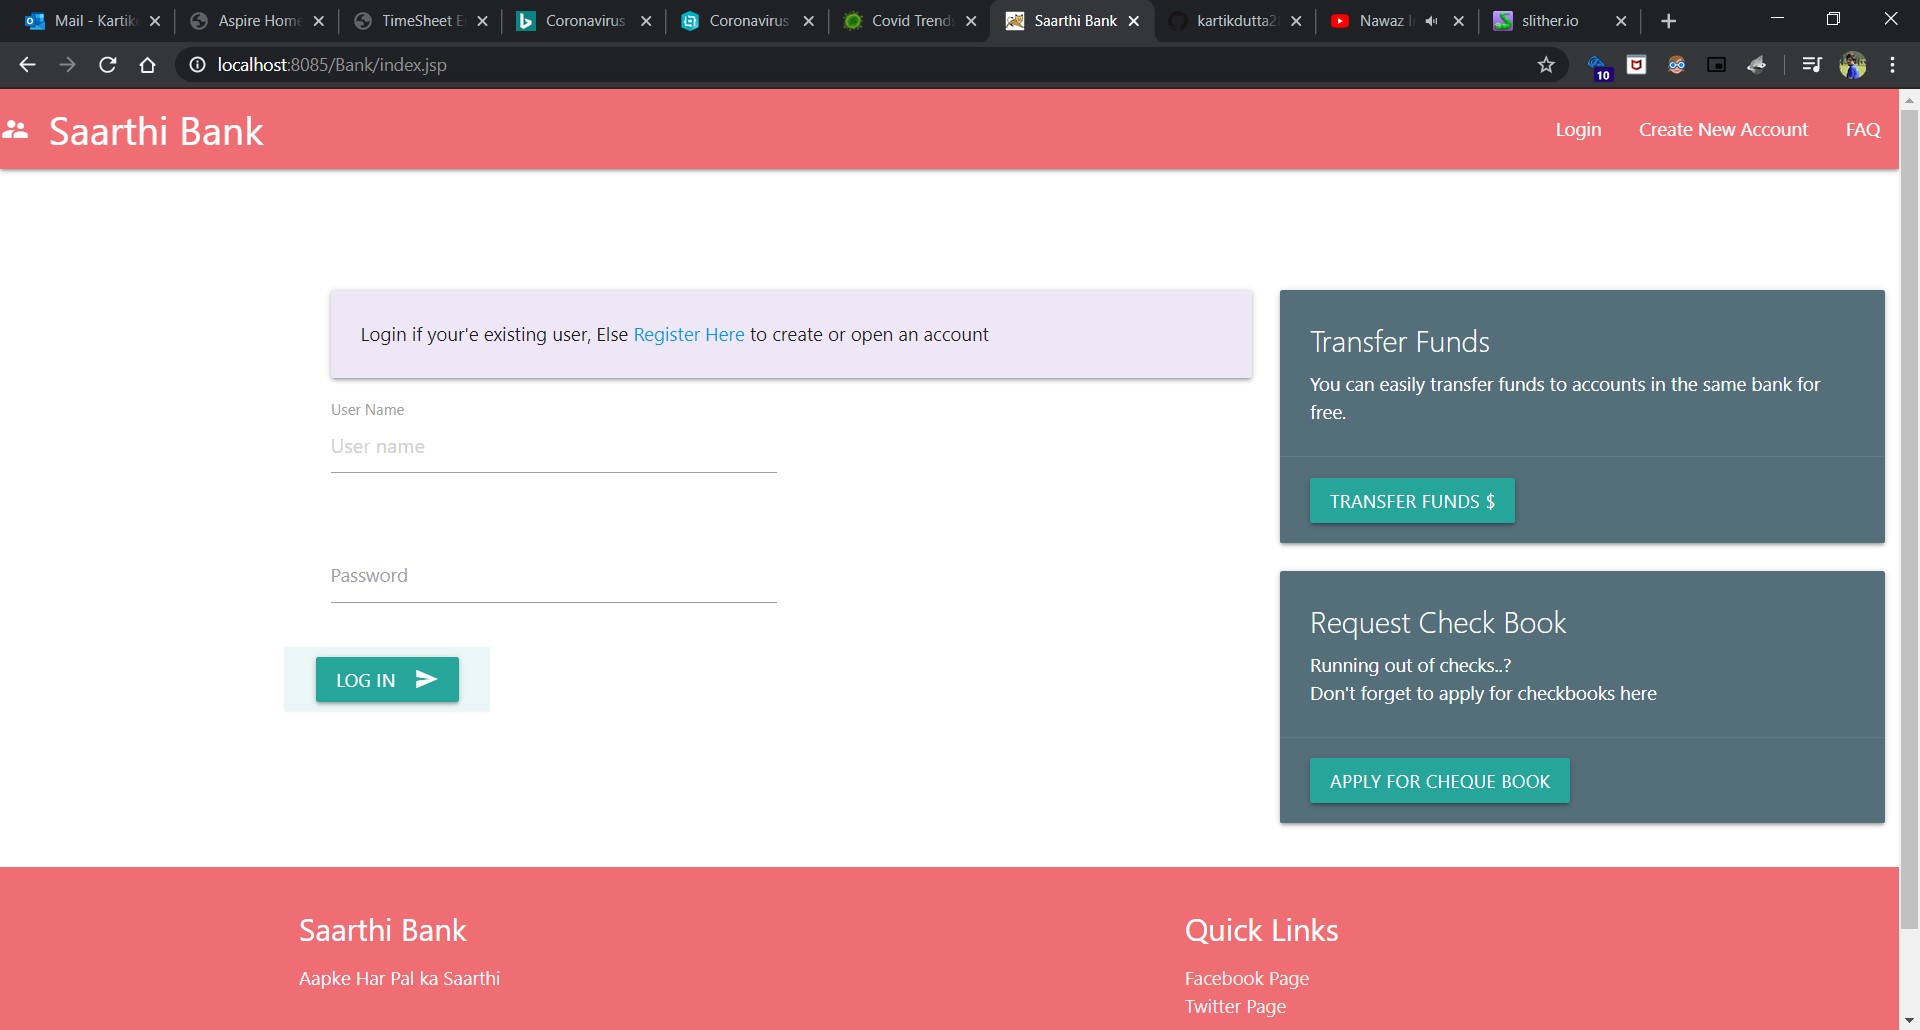 Mail - Kartik
Aspire Home
TimeSheet E
Coronavirus
Coronavirus
Covid Trend
Saarthi Bank
kartikdutta2
Nawaz I
slither.io
localhost:8085/Bank/index.jsp
10
Saarthi Bank
Login
Create New Account
FAQ
Login if your'e existing user, Else Register Here to create or open an account
User Name
User name
Password
LOG IN
Transfer Funds
You can easily transfer funds to accounts in the same bank for
free.
TRANSFER FUNDS $
Request Check Book
Running out of checks..?
Don't forget to apply for checkbooks here
APPLY FOR CHEQUE BOOK
Saarthi Bank
Aapke Har Pal ka Saarthi
Quick Links
Facebook Page
Twitter Page